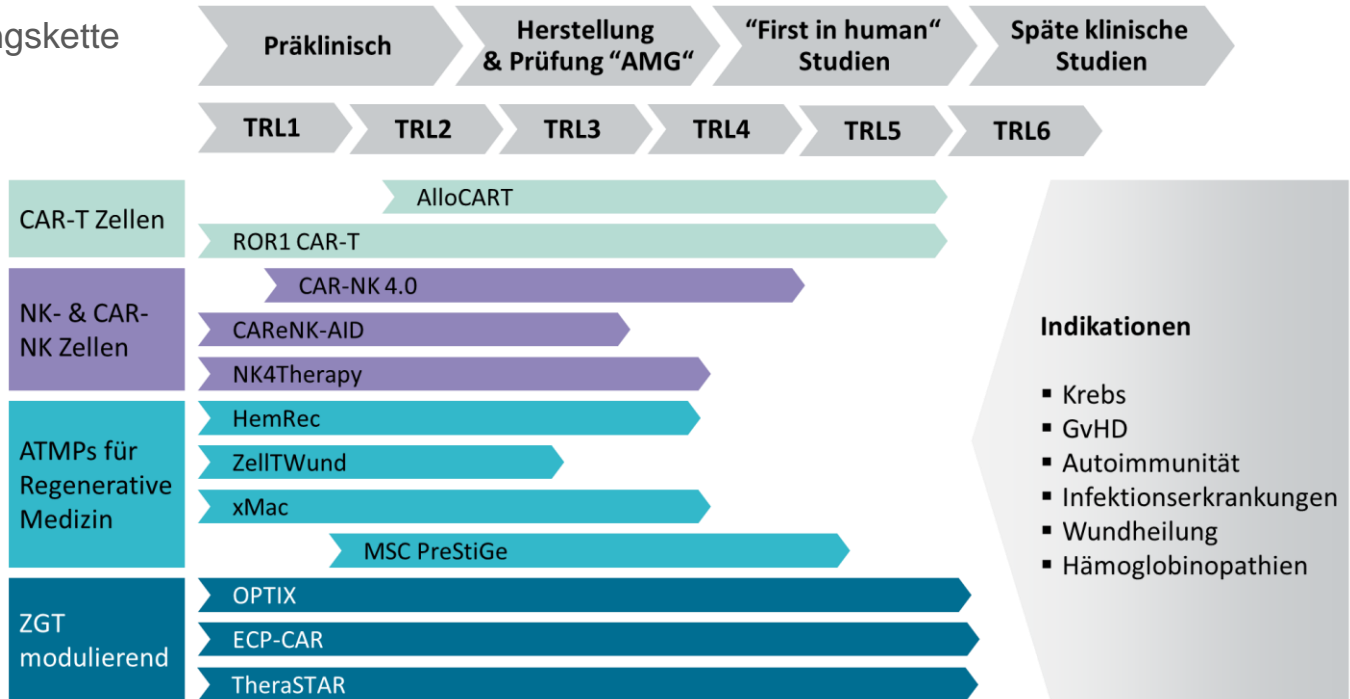 ngskette
Präklinisch
Herstellung
& Prüfung “AMG“
“First in human“
Studien
Späte klinische
Studien
TRL1
TRL2
TRL3
TRL4
TRL5
TRL6
CAR-T Zellen
AlloCART
ROR1 CAR-T
NK- & CAR-
NK Zellen
CAR-NK 4.0
CAReNK-AID
NK4Therapy
ATMPs für
Regenerative
Medizin
HemRec
ZellTWund
xMac
MSC PreStiGe
ZGT
modulierend
OPTIX
ECP-CAR
TheraSTAR
Indikationen
▪ Krebs
▪ GvHD
▪ Autoimmunität
▪ Infektionserkrankungen
▪ Wundheilung
▪ Hämoglobinopathien